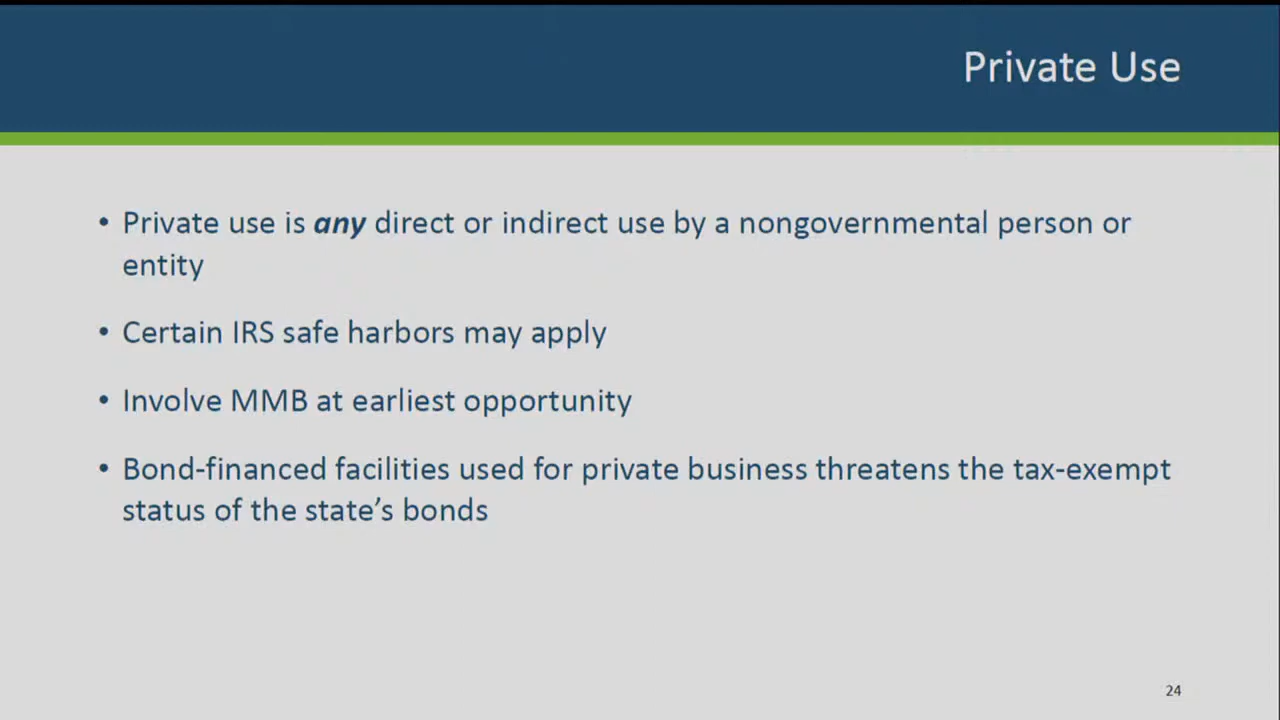 Private Use
• Private use is any direct or indirect use by a nongovernmental person or
entity
• Certain IRS safe harbors may apply
• Involve MMB at earliest opportunity
• Bond-financed facilities used for private business threatens the tax-exempt
status of the state’s bonds
24